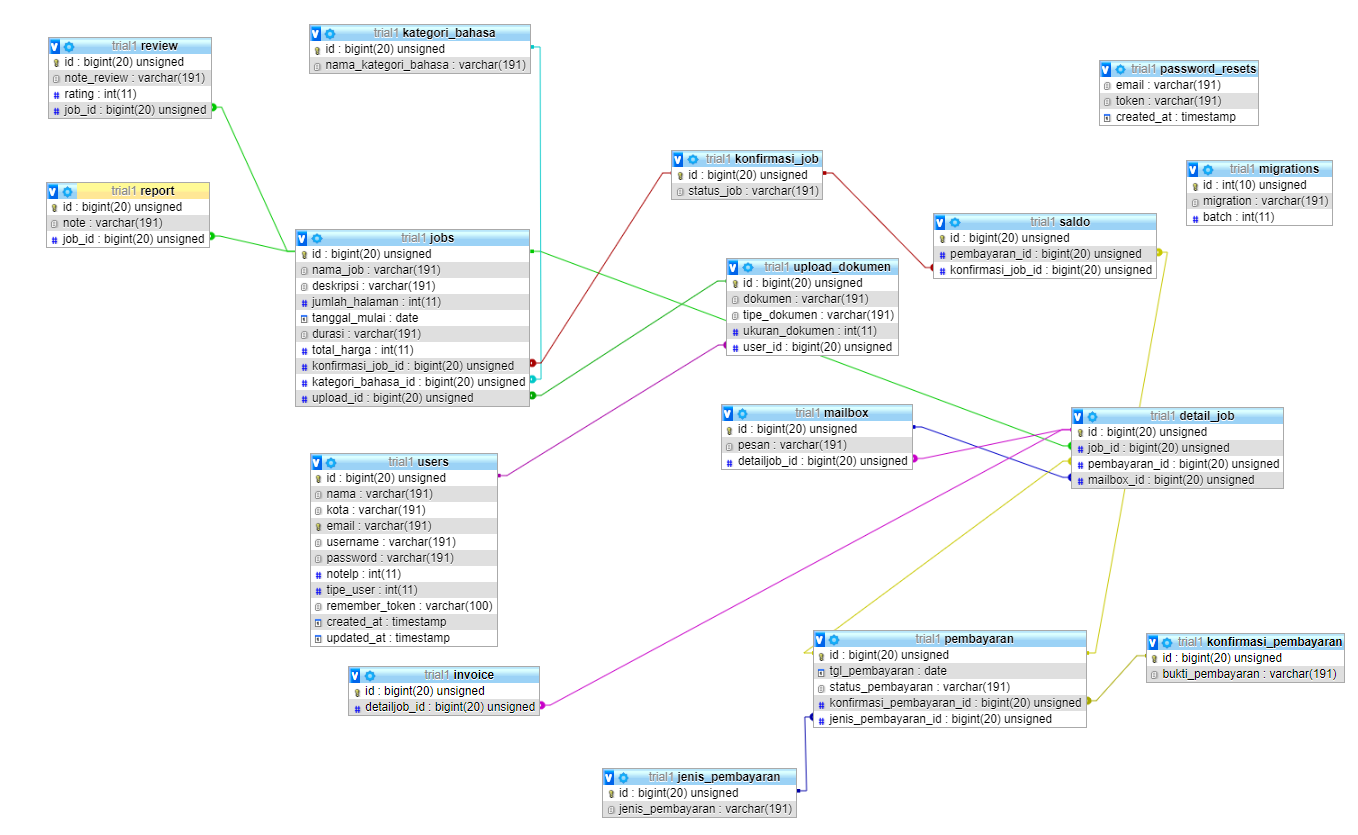 trial1 review
id : bigint(20) unsigned
note_review : varchar(191)
rating : int(11)
job_id : bigint(20) unsigned
trial1 kategori_bahasa
id : bigint(20) unsigned
nama_kategori_bahasa : varchar(191)
trial1 password_resets
email : varchar(191)
token : varchar(191)
created_at : timestamp
trial1 konfirmasi_job
id : bigint(20) unsigned
status_job : varchar(191)
trial1 migrations
id : int(10) unsigned
migration : varchar(191)
batch : int(11)
trial1 report
id : bigint(20) unsigned
note : varchar(191)
job_id : bigint(20) unsigned
trial1 saldo
id : bigint(20) unsigned
pembayaran_id : bigint(20) unsigned
konfirmasi_job_id : bigint(20) unsigned
trial1 jobs
id : bigint(20) unsigned
nama_job : varchar(191)
deskripsi : varchar(191)
jumlah_halaman : int(11)
tanggal_mulai : date
durasi : varchar(191)
total_harga : int(11)
konfirmasi_job_id : bigint(20) unsigned
kategori_bahasa_id : bigint(20) unsigned
upload_id : bigint(20) unsigned
trial1 upload_dokumen
id : bigint(20) unsigned
dokumen : varchar(191)
tipe_dokumen : varchar(191)
ukuran_dokumen : int(11)
user_id : bigint(20) unsigned
trial1 mailbox
id : bigint(20) unsigned
pesan : varchar(191)
detailjob_id : bigint(20) unsigned
trial1 detail_job
id : bigint(20) unsigned
job_id : bigint(20) unsigned
pembayaran_id : bigint(20) unsigned
mailbox_id : bigint(20) unsigned
trial1 users
id : bigint(20) unsigned
nama : varchar(191)
kota : varchar(191)
email : varchar(191)
username : varchar(191)
password : varchar(191)
notelp : int(11)
tipe_user : int(11)
remember_token : varchar(100)
created_at : timestamp
updated_at : timestamp
trial1 pembayaran
id : bigint(20) unsigned
tgl_pembayaran : date
status_pembayaran : varchar(191)
konfirmasi_pembayaran_id : bigint(20) unsigned
jenis_pembayaran_id : bigint(20) unsigned
trial1 konfirmasi_pembayaran
id : bigint(20) unsigned
bukti_pembayaran : varchar(191)
trial1 invoice
id : bigint(20) unsigned
detailjob_id : bigint(20) unsigned
trial1 jenis_pembayaran
id : bigint(20) unsigned
jenis_pembayaran : varchar(191)